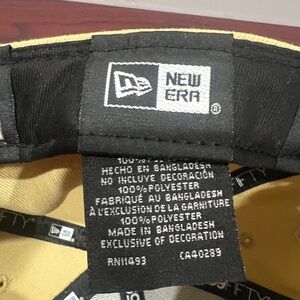 NEW
ERA
®
100% POLYESTER
HECHO EN BANGLADESH
NO INCLUYE DECORACIÓN
100% POLYESTER
FABRIQUÉ AU BANGLADESH
À L'EXCLUSION DE LA GARNITURE
100% POLYESTER
MADE IN BANGLADESH
EXCLUSIVE OF DECORATION
RN11493 CA40289
FIFTY